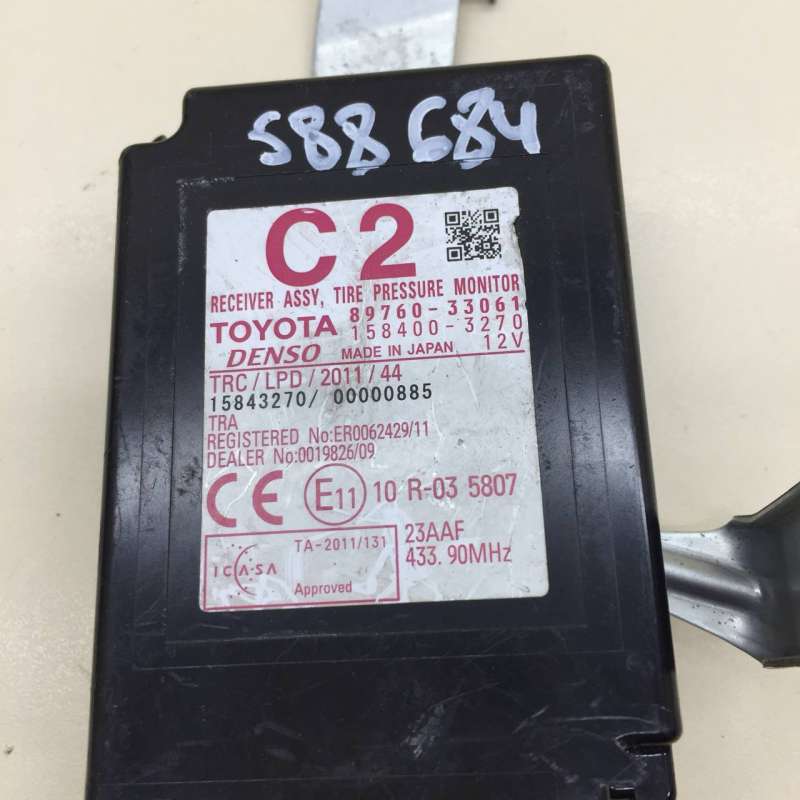 588684
C2
RECEIVER ASSY, TIRE PRESSURE MONITOR
TOYOTA 89760-33061
158400-3270
DENSO MADE IN JAPAN 12V
TRC/LPD/2011/44
15843270/ 00000885
TRA
REGISTERED No:ER0062429/11
DEALER No:0019826/09
CE E11 10 R-03 5807
ICASA TA-2011/131
Approved
23AAF
433.90MHz